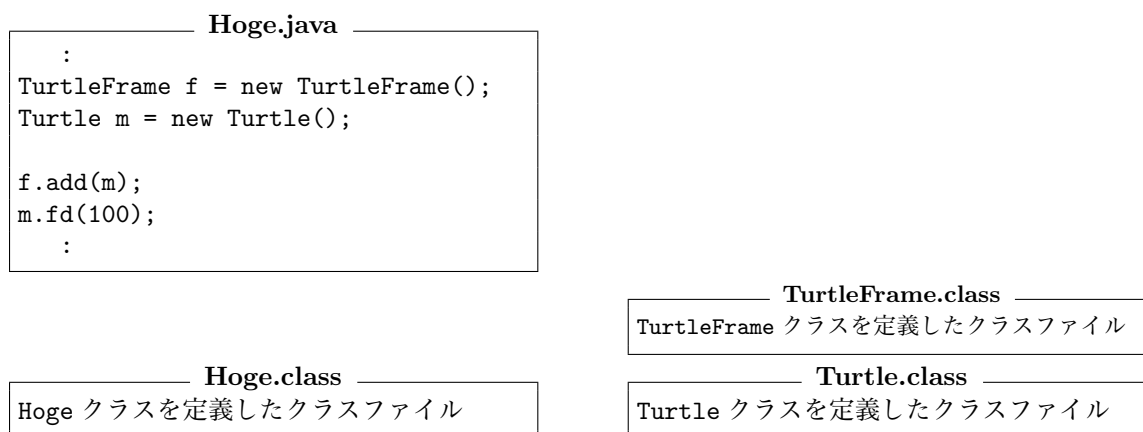 Hoge.java
:
TurtleFrame f = new TurtleFrame();
Turtle m = new Turtle();
f.add(m);
m.fd(100);
:
TurtleFrame.class
TurtleFrame クラスを定義したクラスファイル
Hoge.class
Hoge クラスを定義したクラスファイル
Turtle.class
Turtle クラスを定義したクラスファイル